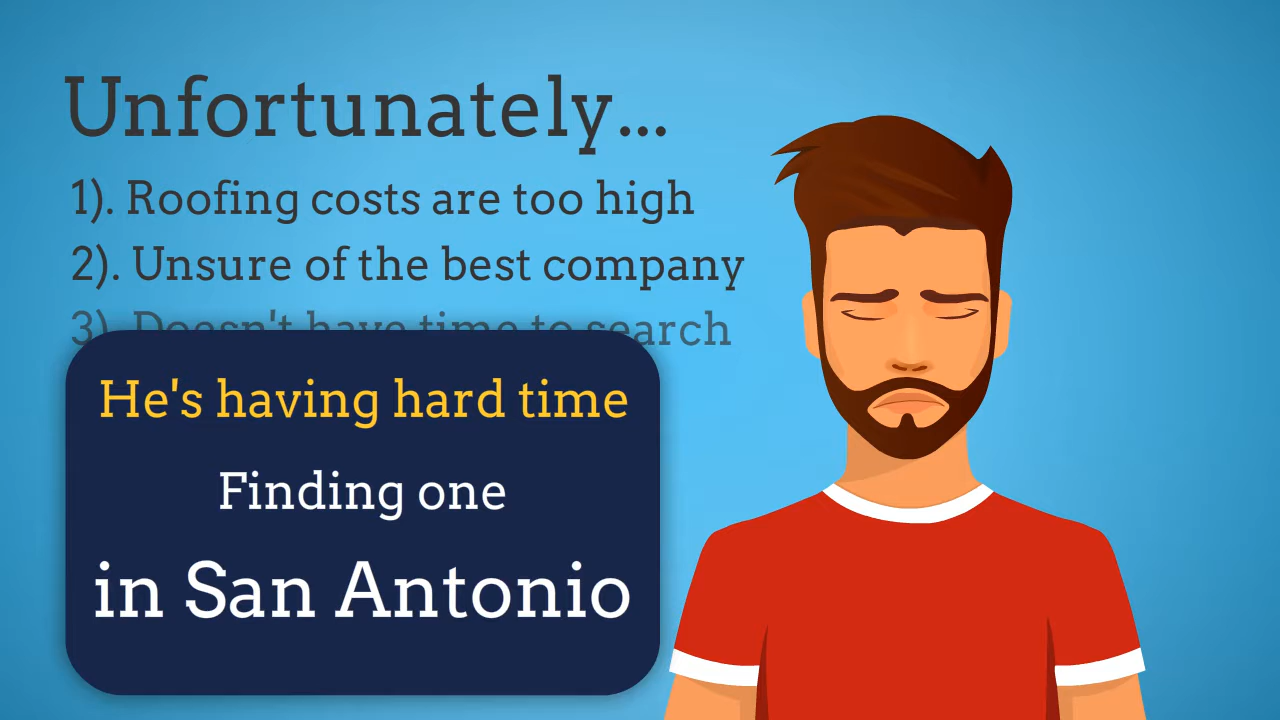 Unfortunately...
1). Roofing costs are too high
2). Unsure of the best company
3). Doesn't have time to search
He's having hard time
Finding one
in San Antonio